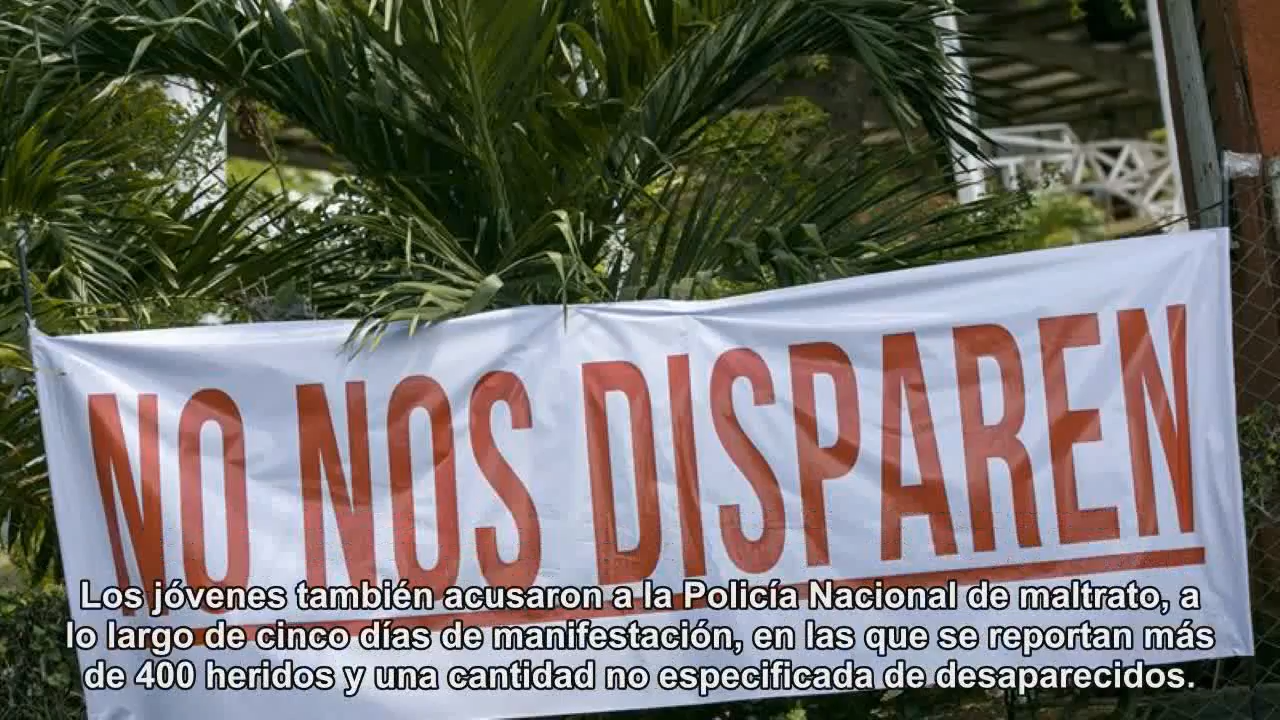 NO NOS DISPAREN
Los jóvenes también acusaron a la Policía Nacional de maltrato, a
lo largo de cinco días de manifestación, en las que se reportan más
de 400 heridos y una cantidad no especificada de desaparecidos.